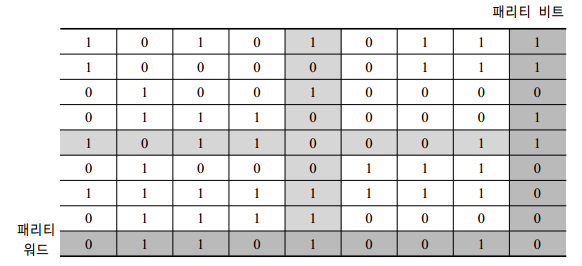 패리티 비트
1 0 1 0 1 0 1 1 1
1 0 0 0 0 0 1 1 1
0 1 0 0 1 0 0 0 0
0 1 1 1 0 0 0 0 1
1 0 1 1 0 0 0 1 1
0 1 0 0 0 1 1 1 0
1 1 1 1 1 1 1 1 0
0 1 1 1 1 0 0 0 0
패리티
워드 0 1 1 0 1 0 0 1 0